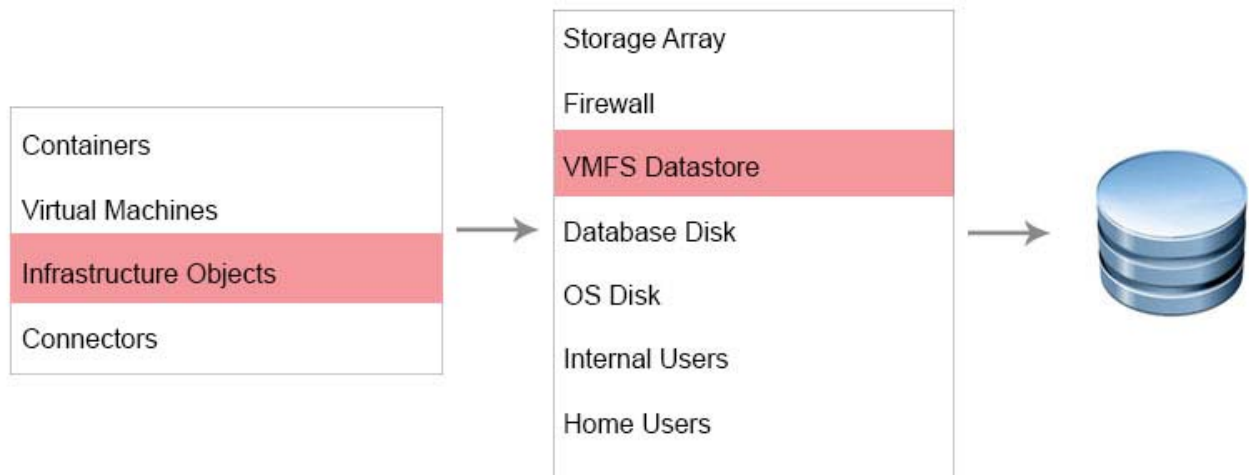 Containers
Virtual Machines
Infrastructure Objects
Connectors
Storage Array
Firewall
VMFS Datastore
Database Disk
OS Disk
Internal Users
Home Users